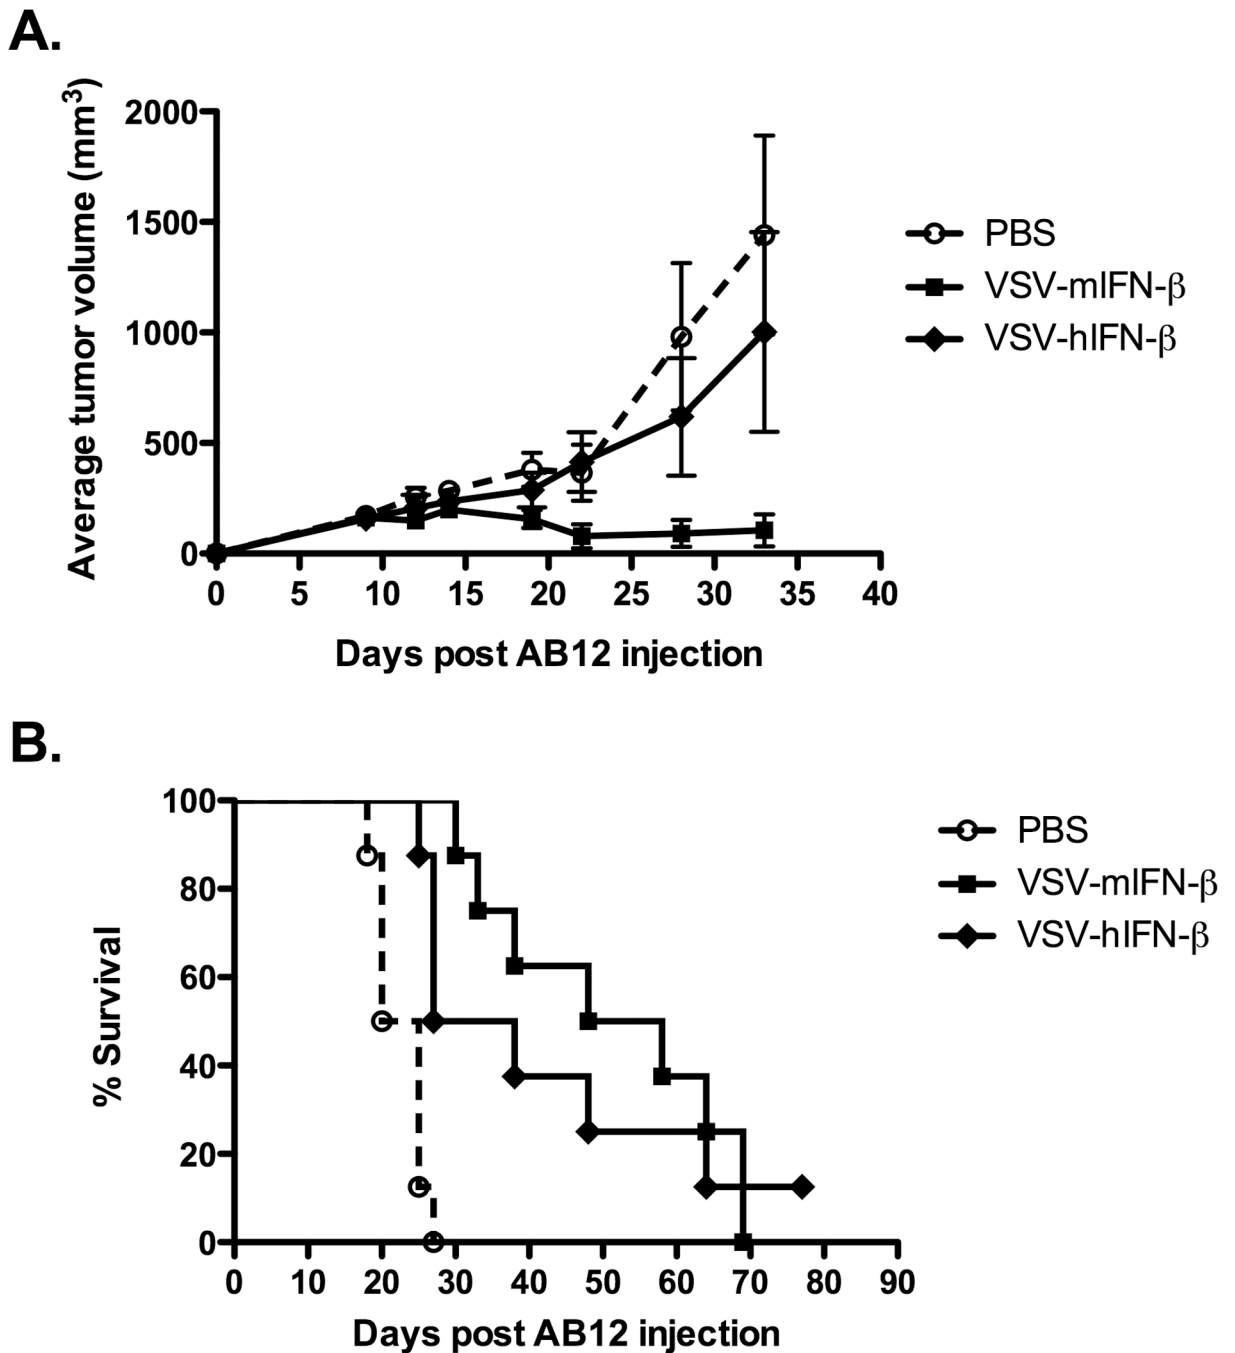 A.
Average tumor volume (mm³)
2000
1500
1000
500
0
0 5 10 15 20 25 30 35 40
Days post AB12 injection
PBS
VSV-mIFN-β
VSV-hIFN-β
B.
% Survival
100
80
60
40
20
0
0 10 20 30 40 50 60 70 80 90
Days post AB12 injection
PBS
VSV-mIFN-β
VSV-hIFN-β